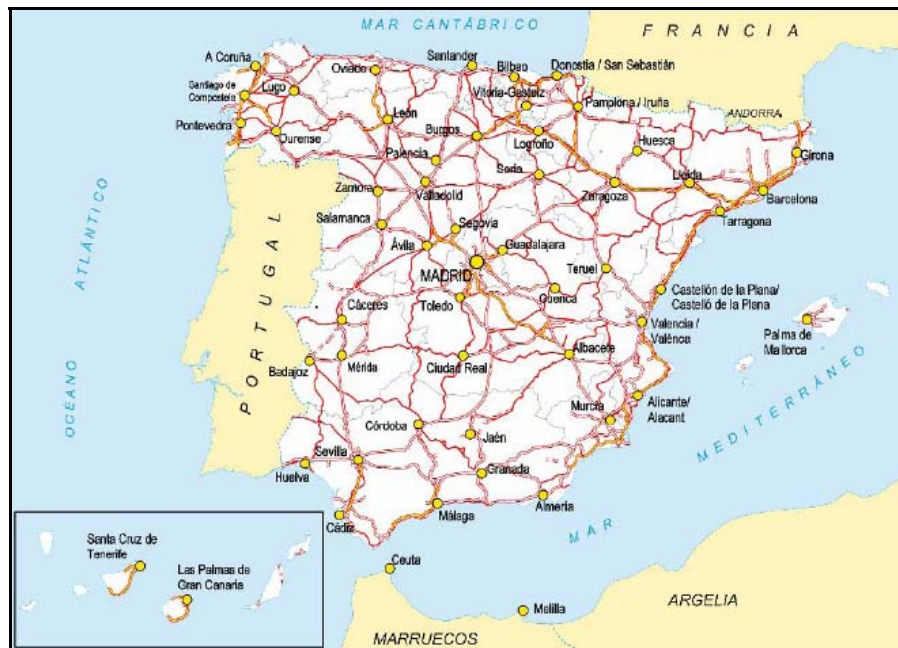 MAR CANTÁBRICO
FRANCIA
A Coruña
Santander
Bilbao
Donostia / San Sebastián
Oviedo
Lugo
Santiago de
Compostela
Vitoria-Gasteiz
Pamplona / Iruña
ANDORRA
Pontevedra
Ourense
León
Burgos
Logroño
Huesca
Girona
Palencia
Soria
Lleida
Zamora
Valladolid
Zaragoza
Barcelona
Tarragona
Salamanca
Segovia
Ávila
Guadalajara
MADRID
Teruel
OCÉANO ATLÁNTICO
PORTUGAL
Toledo
Cuenca
Castellón de la Plana/
Castelló de la Plana
Cáceres
Valencia /
Valénca
Palma de
Mallorca
Badajoz
Mérida
Ciudad Real
Albacete
MAR MEDITERRÁNEO
Alicante/
Alacant
Murcia
Córdoba
Jaén
Sevilla
Huelva
Granada
Cádiz
Málaga
Almería
Santa Cruz de
Tenerife
Las Palmas de
Gran Canaria
Ceuta
Melilla
ARGELIA
MARRUECOS